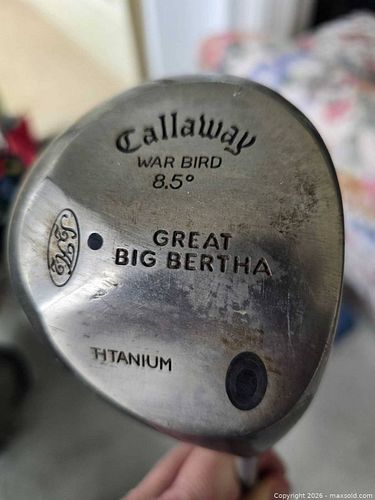 Callaway
WAR BIRD
8.5°
GREAT
BIG BERTHA
TITANIUM
Copyright © 2026 - maxsold.com